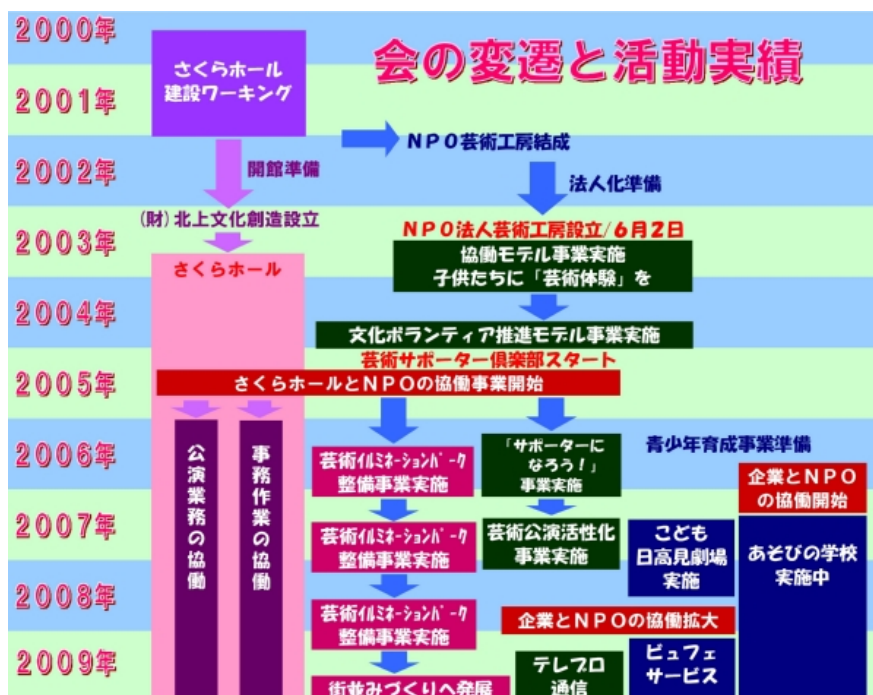 会の変遷と活動実績
2000年
さくらホール
建設ワーキング
2001年
NPO芸術工房結成
2002年
開館準備
法人化準備
(財)北上文化創造設立
NPO法人芸術工房設立/6月2日
2003年
協働モデル事業実施
子供たちに「芸術体験」を
さくらホール
2004年
文化ボランティア推進モデル事業実施
芸術サポーター倶楽部スタート
2005年
さくらホールとNPOの協働事業開始
公演業務の協働
事務作業の協働
2006年
芸術イルミネーションパーク
整備事業実施
「サポーターに
なろう!」
事業実施
青少年育成事業準備
企業とNPO
の協働開始
2007年
芸術イルミネーションパーク
整備事業実施
芸術公演活性化
事業実施
こども
日高見劇場
実施
あそびの学校
実施中
2008年
芸術イルミネーションパーク
整備事業実施
企業とNPOの協働拡大
2009年
街並みづくりへ発展
テレプロ
通信
ビュフェ
サービス